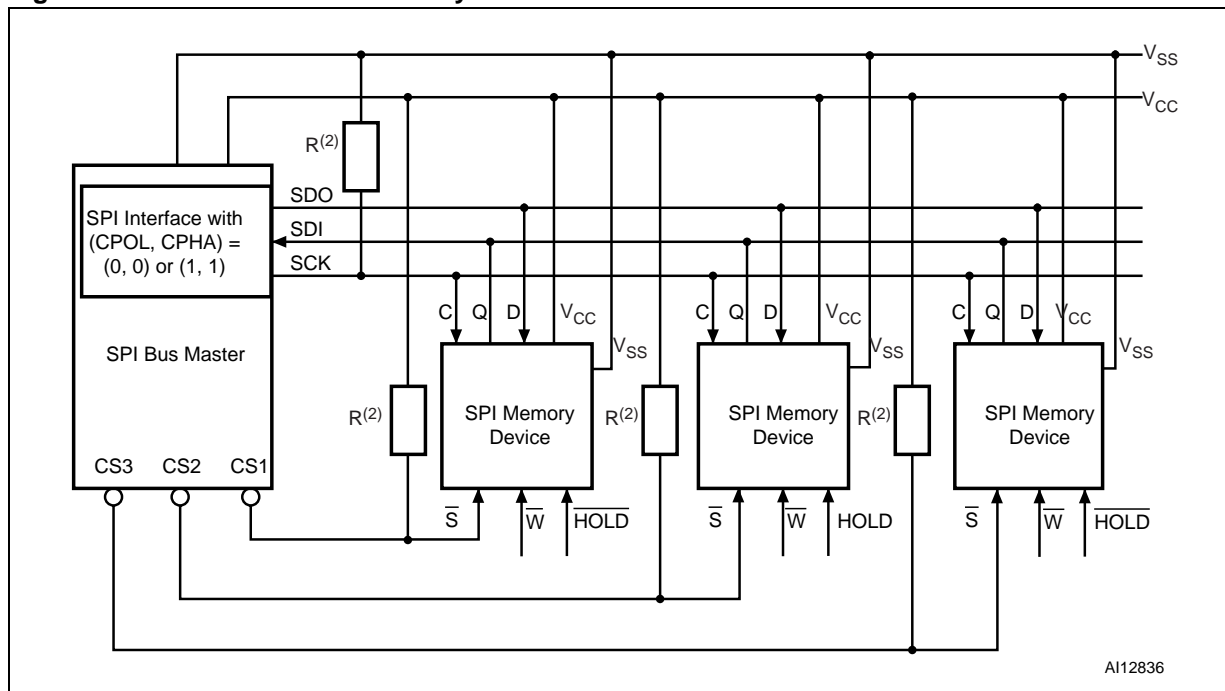 VSS
VCC
R(2)
SDO
SPI Interface with
(CPOL, CPHA) =
(0, 0) or (1, 1)
SDI
SCK
SPI Bus Master
C Q D VCC VSS
C Q D VCC VSS
C Q D VCC VSS
R(2)
SPI Memory
Device
R(2)
SPI Memory
Device
R(2)
SPI Memory
Device
CS3 CS2 CS1
S̅ W̅ H̅O̅L̅D̅
S̅ W̅ HOLD
S̅ W̅ H̅O̅L̅D̅
AI12836